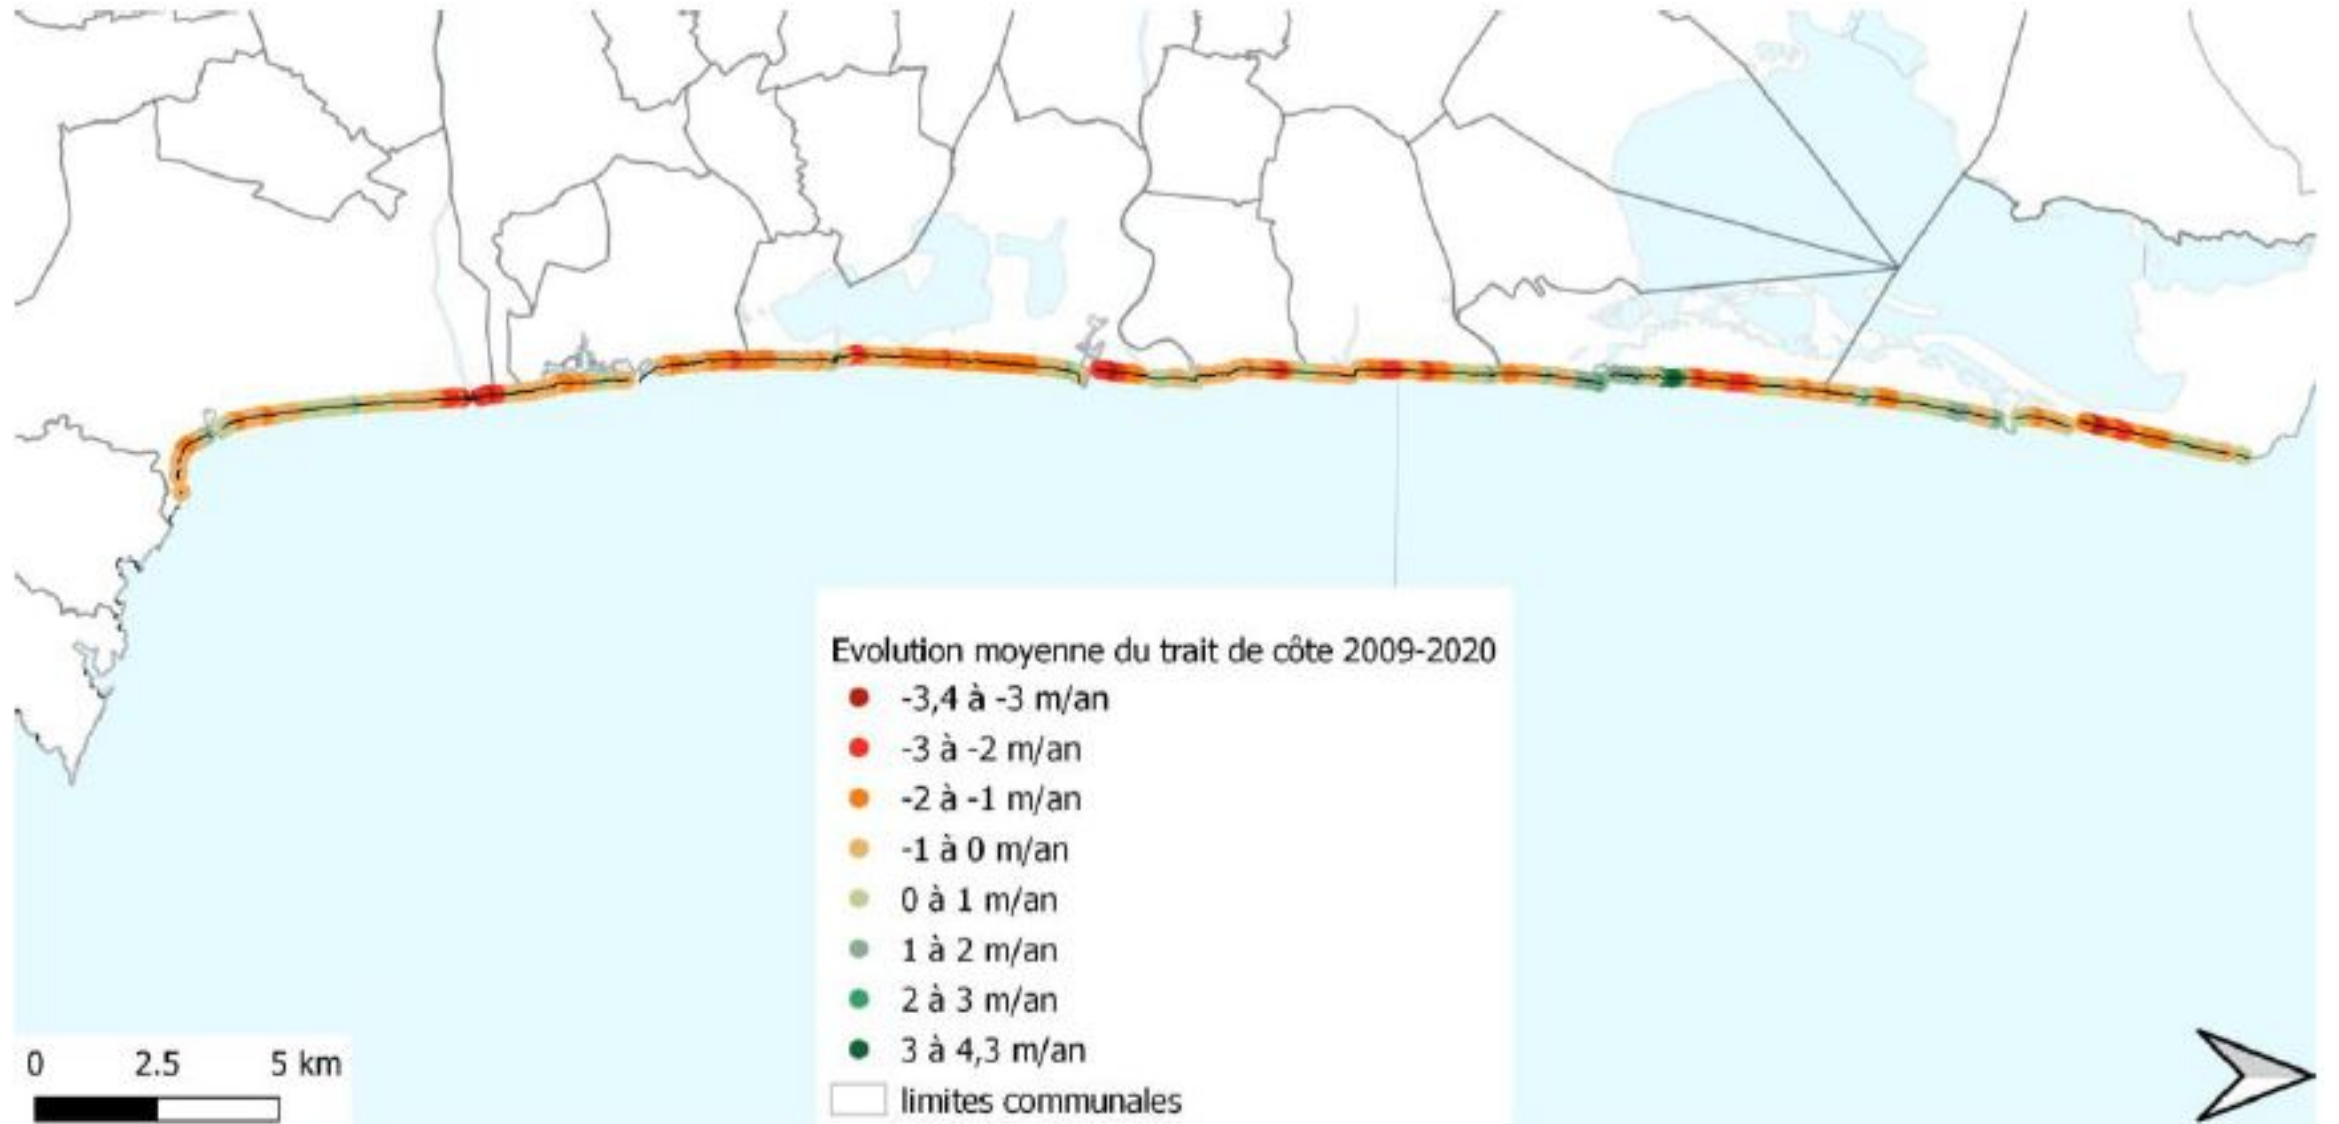 Evolution moyenne du trait de côte 2009-2020
-3,4 à -3 m/an
-3 à -2 m/an
-2 à -1 m/an
-1 à 0 m/an
0 à 1 m/an
1 à 2 m/an
2 à 3 m/an
3 à 4,3 m/an
limites communales
0 2.5 5 km